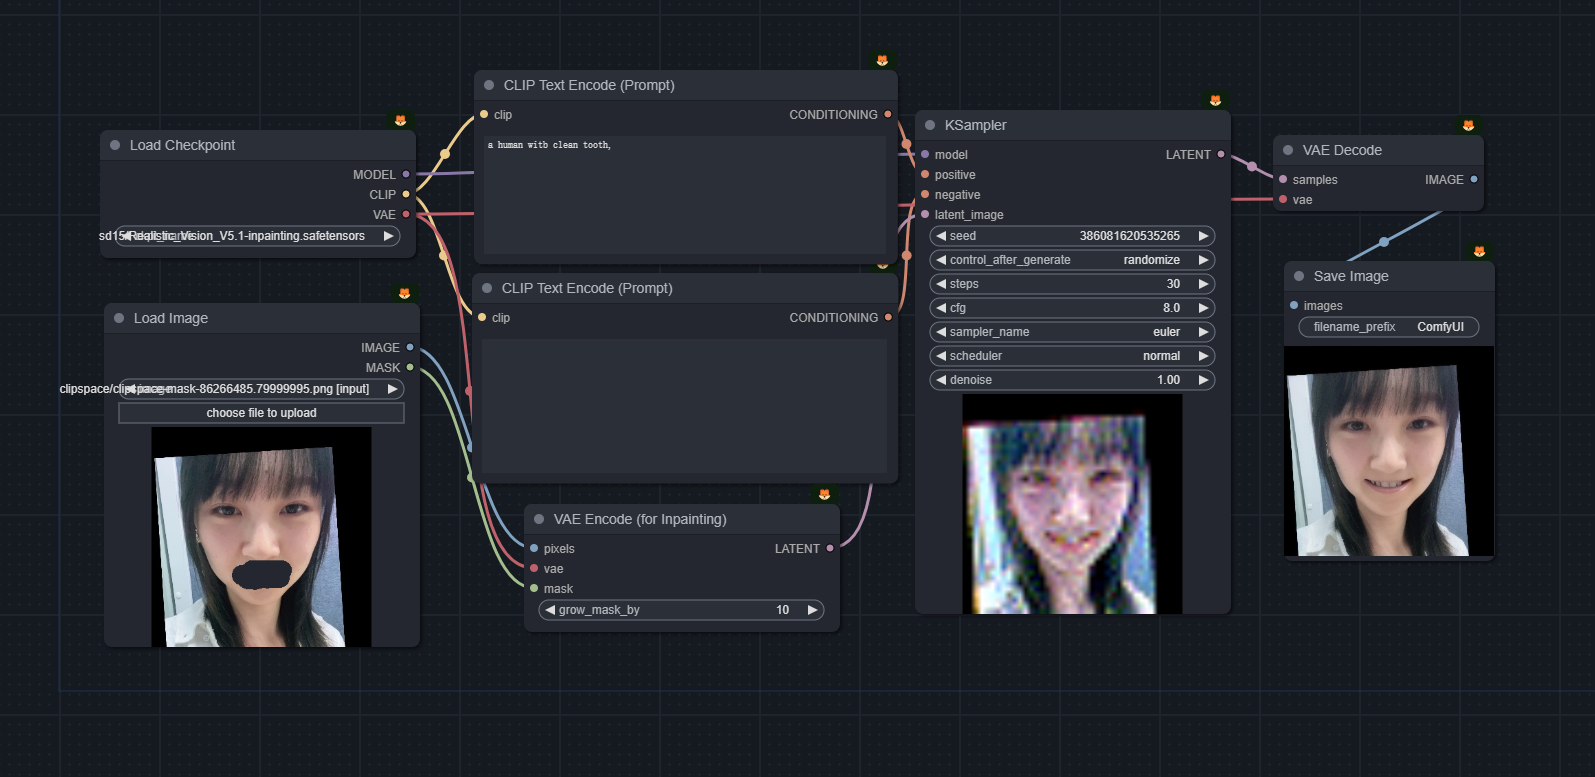 Load Checkpoint
MODEL
CLIP
VAE
Realistic_Vision_V5.1-inpainting.safetensors
Load Image
IMAGE
MASK
mask-86266485.79999995.png [input]
choose file to upload
CLIP Text Encode (Prompt)
clip
CONDITIONING
a human witb clean tooth,
CLIP Text Encode (Prompt)
clip
CONDITIONING
VAE Encode (for Inpainting)
pixels
LATENT
vae
mask
grow_mask_by 10
KSampler
model
LATENT
positive
negative
latent_image
seed 386081620535265
control_after_generate randomize
steps 30
cfg 8.0
sampler_name euler
scheduler normal
denoise 1.00
VAE Decode
samples
IMAGE
vae
Save Image
images
filename_prefix ComfyUI